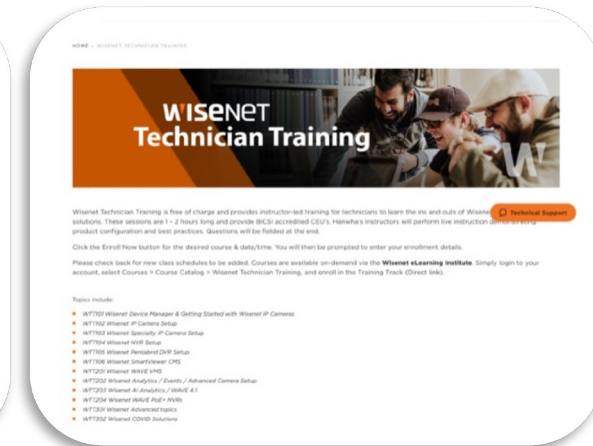 HOME – WISENET TECHNICIAN TRAINING
WISENET
Technician Training
W
Wisenet Technician Training is free of charge and provides instructor-led training for technicians to learn the ins and outs of Wisene
Technical Support
solutions. These sessions are 1 – 2 hours long and provide BICSI accredited CEU's. Hanwha's instructors will perform live instruction
product configuration and best practices. Questions will be fielded at the end.
Click the Enroll Now button for the desired course & date/time. You will then be prompted to enter your enrollment details.
Please check back for new class schedules to be added. Courses are available on-demand via the Wisenet eLearning Institute. Simply login to your
account, select Courses > Course Catalog > Wisenet Technician Training, and enroll in the Training Track (Direct link).
Topics include:
WTT101 Wisenet Device Manager & Getting Started with Wisenet IP Cameras
WTT102 Wisenet IP Camera Setup
WTT103 Wisenet Specialty IP Camera Setup
WTT104 Wisenet NVR Setup
WTT105 Wisenet Pentabrid DVR Setup
WTT106 Wisenet SmartViewer CMS
WTT201 Wisenet WAVE VMS
WTT202 Wisenet Analytics / Events / Advanced Camera Setup
WTT203 Wisenet AI Analytics / WAVE 4.1
WTT204 Wisenet WAVE PoE+ NVRs
WTT301 Wisenet Advanced topics
WTT302 Wisenet COVID Solutions